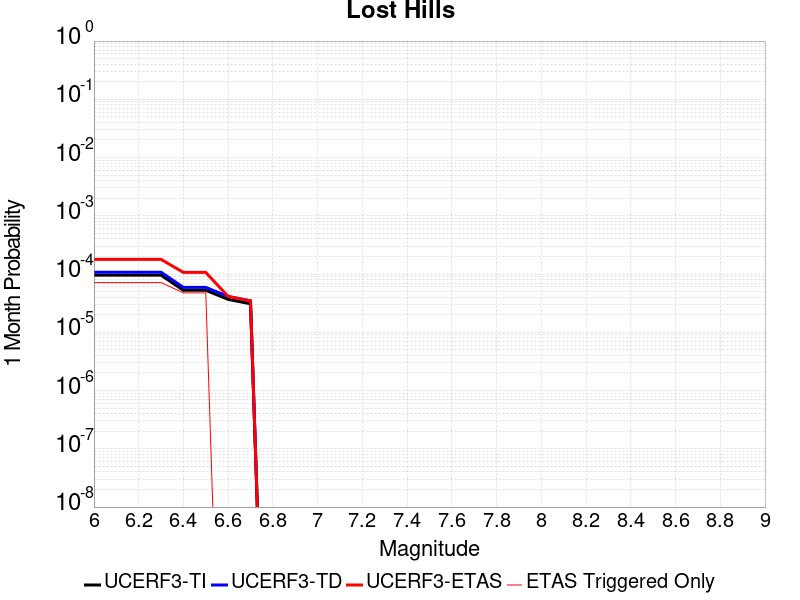 Lost Hills
10^0
10^-1
10^-2
10^-3
10^-4
10^-5
10^-6
10^-7
10^-8
1 Month Probability
6 6.2 6.4 6.6 6.8 7 7.2 7.4 7.6 7.8 8 8.2 8.4 8.6 8.8 9
Magnitude
UCERF3-TI UCERF3-TD UCERF3-ETAS ETAS Triggered Only